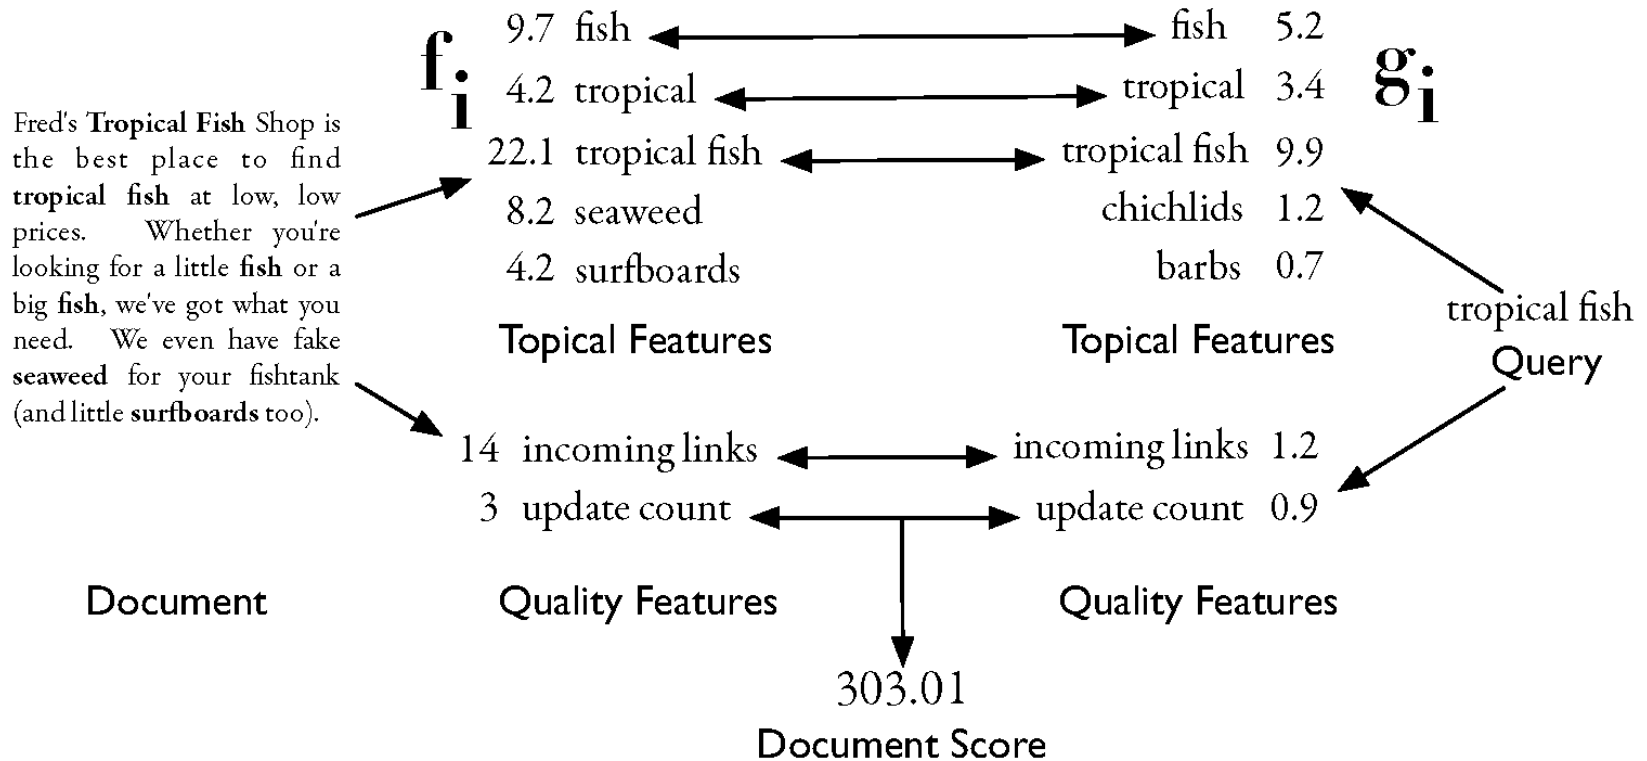 Fred's Tropical Fish Shop is
the best place to find
tropical fish at low, low
prices. Whether you're
looking for a little fish or a
big fish, we've got what you
need. We even have fake
seaweed for your fishtank
(and little surfboards too).
Document
fi
9.7 fish
4.2 tropical
22.1 tropical fish
8.2 seaweed
4.2 surfboards
Topical Features
14 incoming links
3 update count
Quality Features
gi
fish 5.2
tropical 3.4
tropical fish 9.9
chichlids 1.2
barbs 0.7
Topical Features
incoming links 1.2
update count 0.9
Quality Features
tropical fish
Query
303.01
Document Score